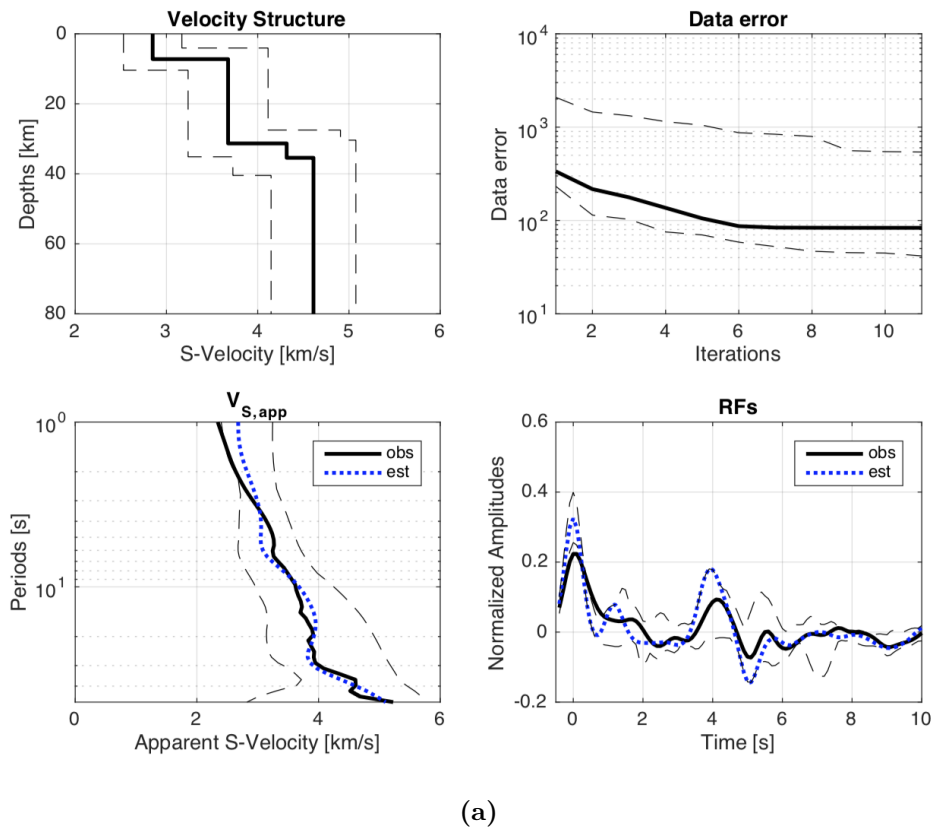 Velocity Structure
0
20
40
60
80
Depths [km]
2 3 4 5 6
S-Velocity [km/s]
Data error
10^4
10^3
10^2
10^1
Data error
2 4 6 8 10
Iterations
V_S,app
10^0
10^1
Periods [s]
obs
est
0 2 4 6
Apparent S-Velocity [km/s]
RFs
0.6
0.4
0.2
0
-0.2
Normalized Amplitudes
obs
est
0 2 4 6 8 10
Time [s]
(a)